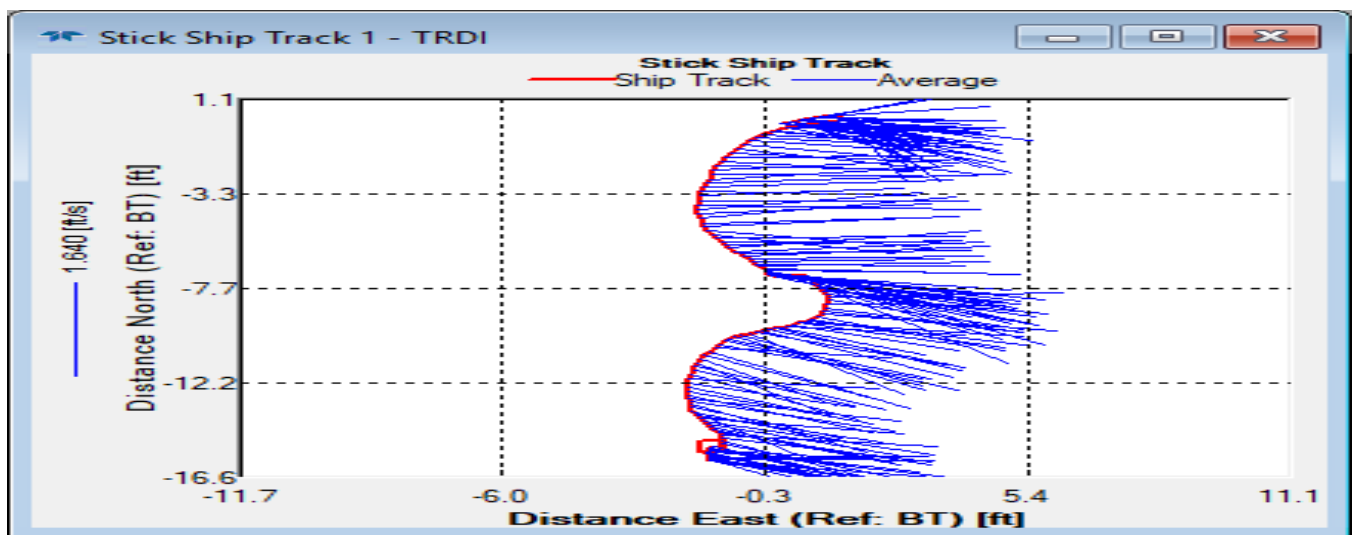 Stick Ship Track 1 - TRDI
Stick Ship Track
Ship Track Average
1.1
-3.3
-7.7
-12.2
-16.6
1.640 [ft/s]
Distance North (Ref: BT) [ft]
-11.7 -6.0 -0.3 5.4 11.1
Distance East (Ref: BT) [ft]